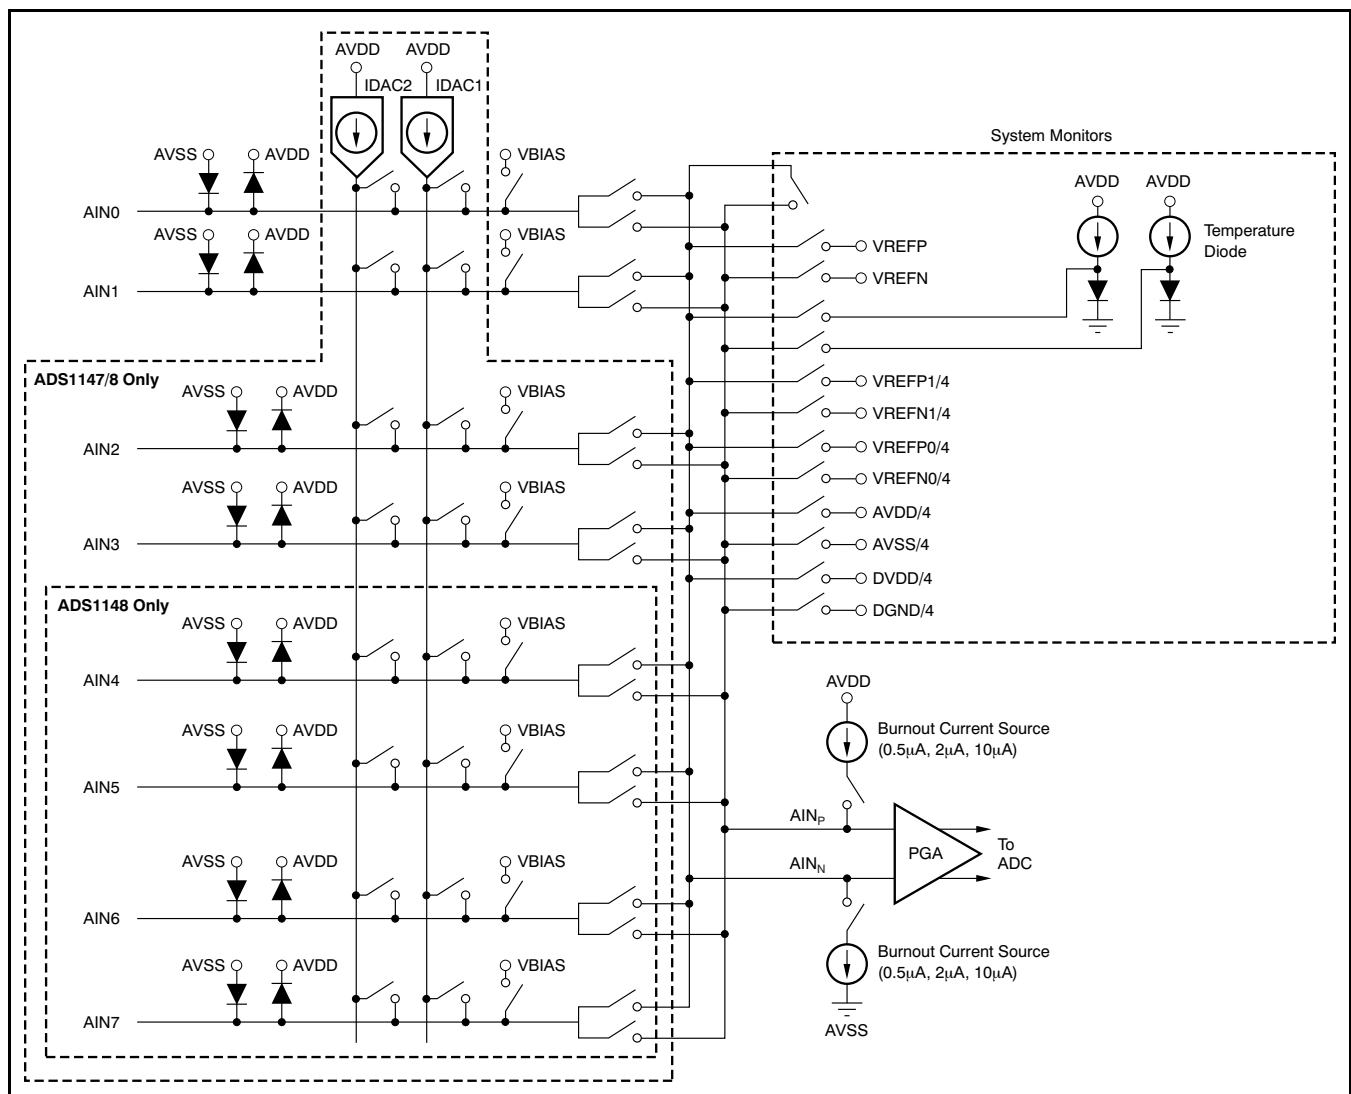 AVDD AVDD
IDAC2 IDAC1
System Monitors
AVSS AVDD VBIAS
AIN0
AVSS AVDD VBIAS
AIN1
AVDD AVDD
Temperature
Diode
VREFP
VREFN
VREFP1/4
VREFN1/4
VREFP0/4
VREFN0/4
AVDD/4
AVSS/4
DVDD/4
DGND/4
ADS1147/8 Only
AVSS AVDD VBIAS
AIN2
AVSS AVDD VBIAS
AIN3
ADS1148 Only
AVSS AVDD VBIAS
AIN4
AVSS AVDD VBIAS
AIN5
AVSS AVDD VBIAS
AIN6
AVSS AVDD VBIAS
AIN7
AVDD
Burnout Current Source
(0.5μA, 2μA, 10μA)
AINP
AINN
PGA
To
ADC
Burnout Current Source
(0.5μA, 2μA, 10μA)
AVSS